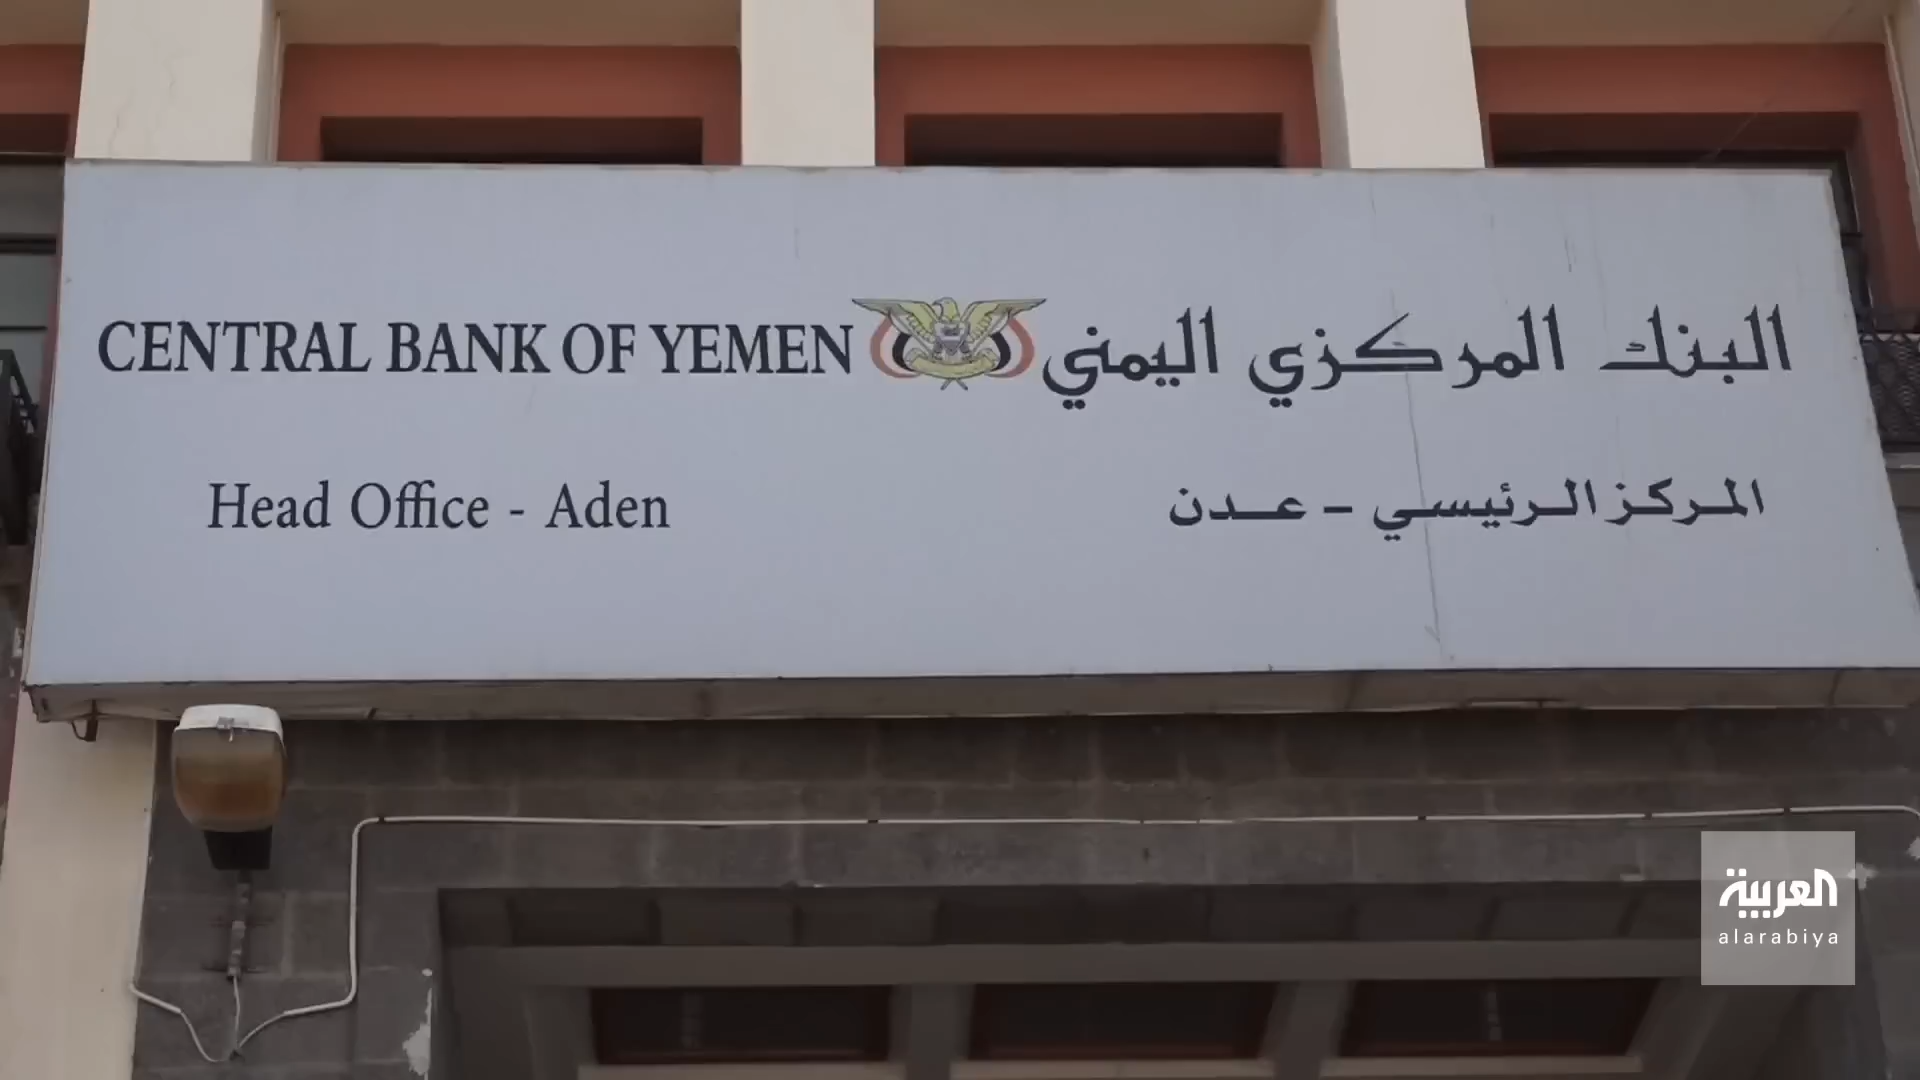 CENTRAL BANK OF YEMEN
البنك المركزي اليمني
Head Office - Aden
المركز الرئيسي - عدن
العربية
alarabiya